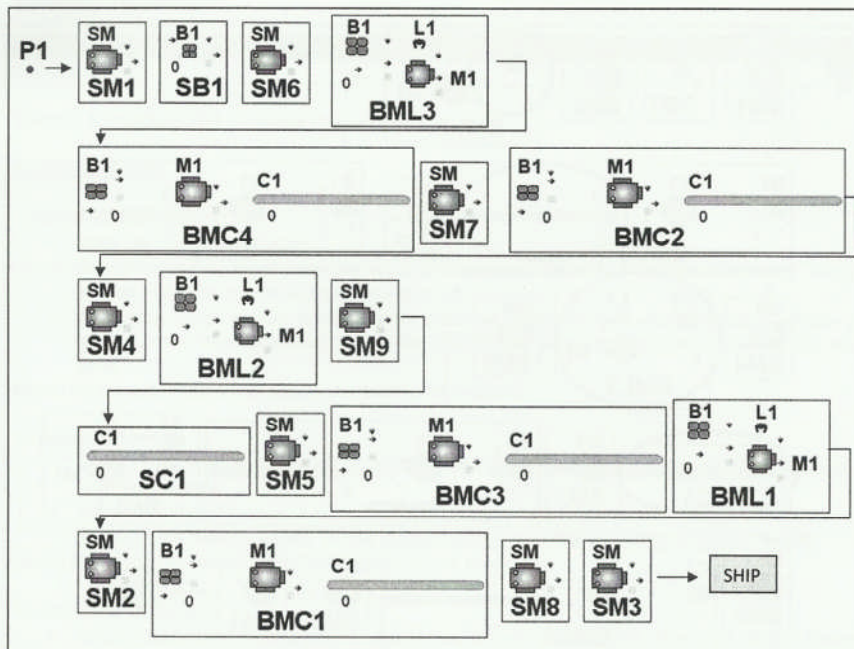 P1 SM SM1 B1 0 SB1 SM SM6 B1 0 L1 M1 BML3
B1 0 M1 C1 0 BMC4 SM SM7 B1 0 M1 C1 0 BMC2
SM SM4 B1 0 L1 M1 BML2 SM SM9
C1 0 SC1 SM SM5 B1 0 M1 C1 0 BMC3 B1 0 L1 M1 BML1
SM SM2 B1 0 M1 C1 0 BMC1 SM SM8 SM SM3 SHIP